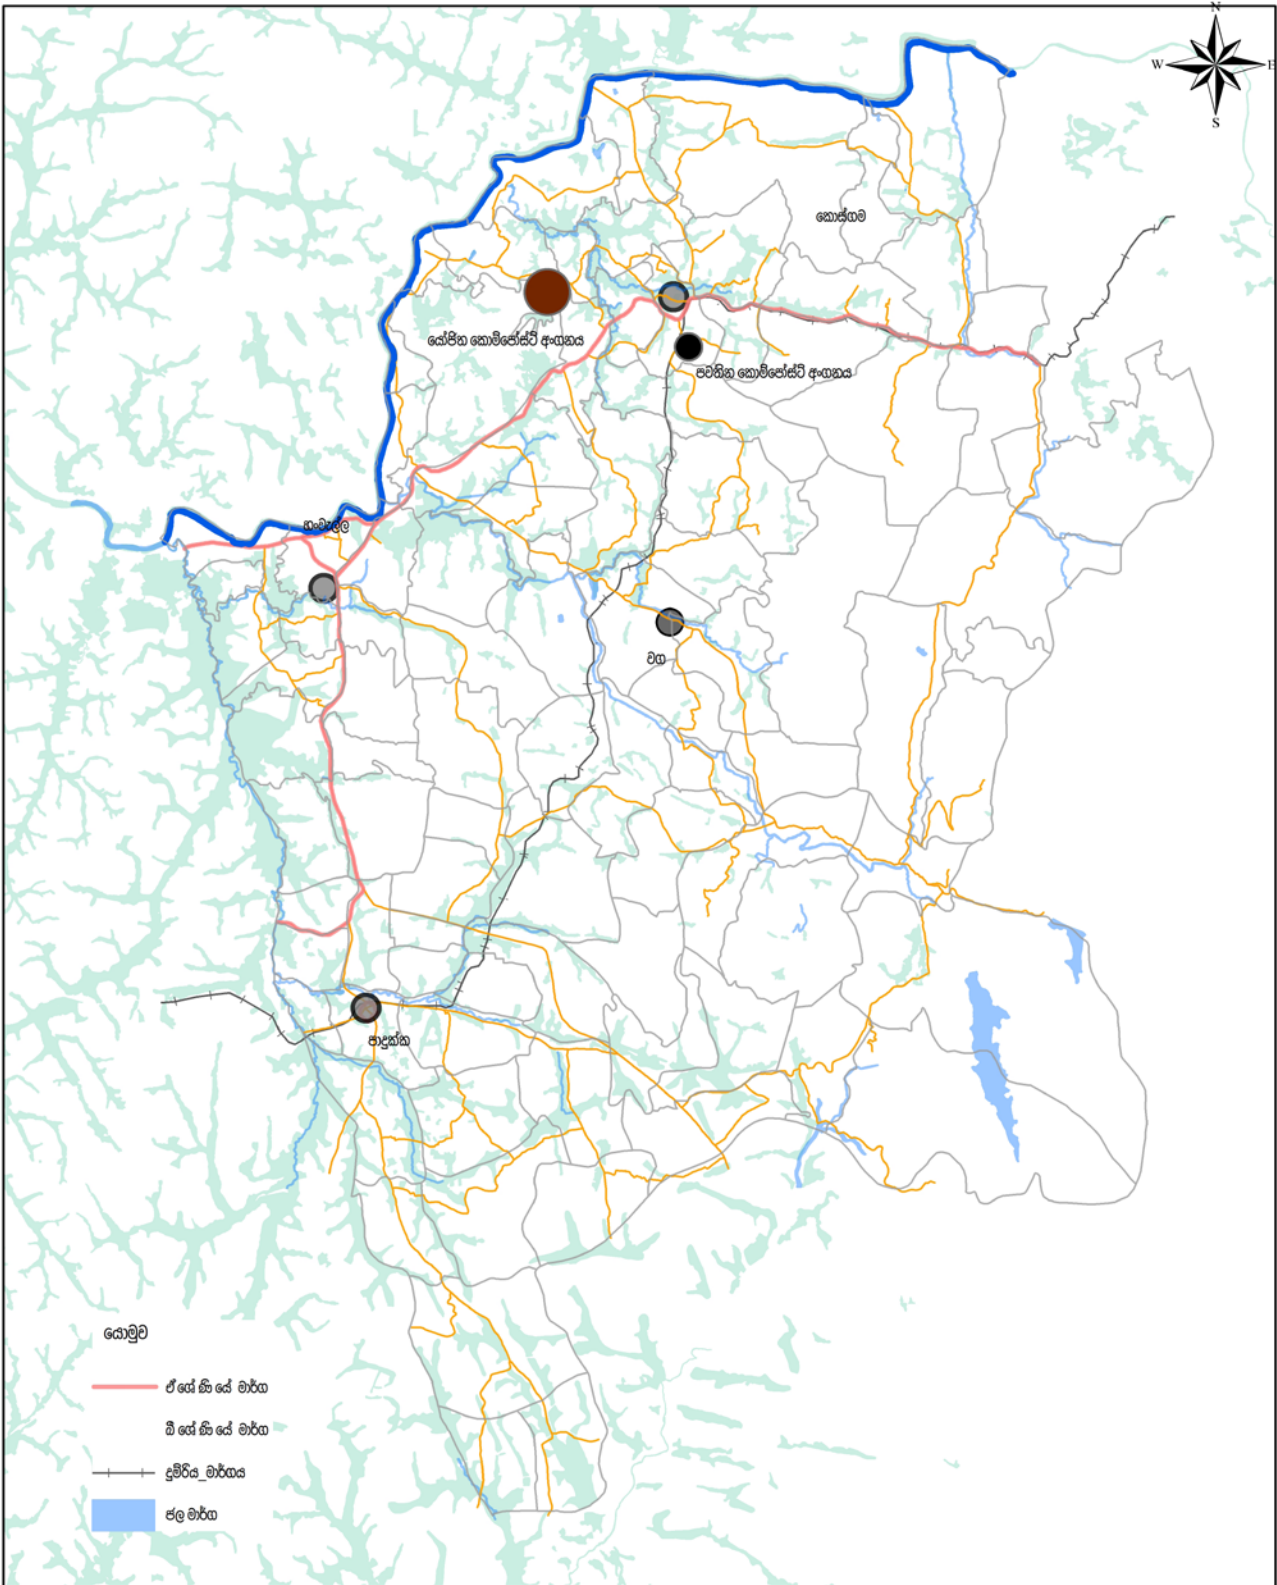 N
W E
S
කොස්ගම
යෝජිත කොම්පෝස්ට් අංගනය
පවතින කොම්පෝස්ට් අංගනය
හංවැල්ල
වග
පාදුක්ක
යොමුව
ඒ ශ්‍රේණියේ මාර්ග
බී ශ්‍රේණියේ මාර්ග
දුම්රිය_මාර්ගය
ජල මාර්ග